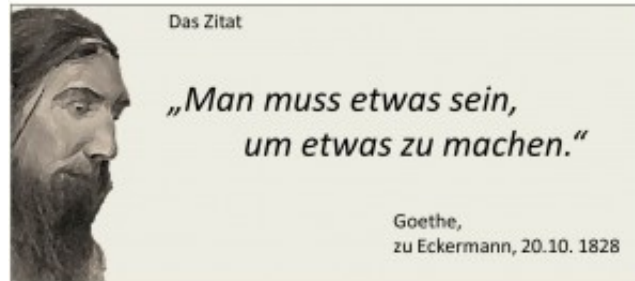 Das Zitat
„Man muss etwas sein,
um etwas zu machen.“
Goethe,
zu Eckermann, 20.10. 1828